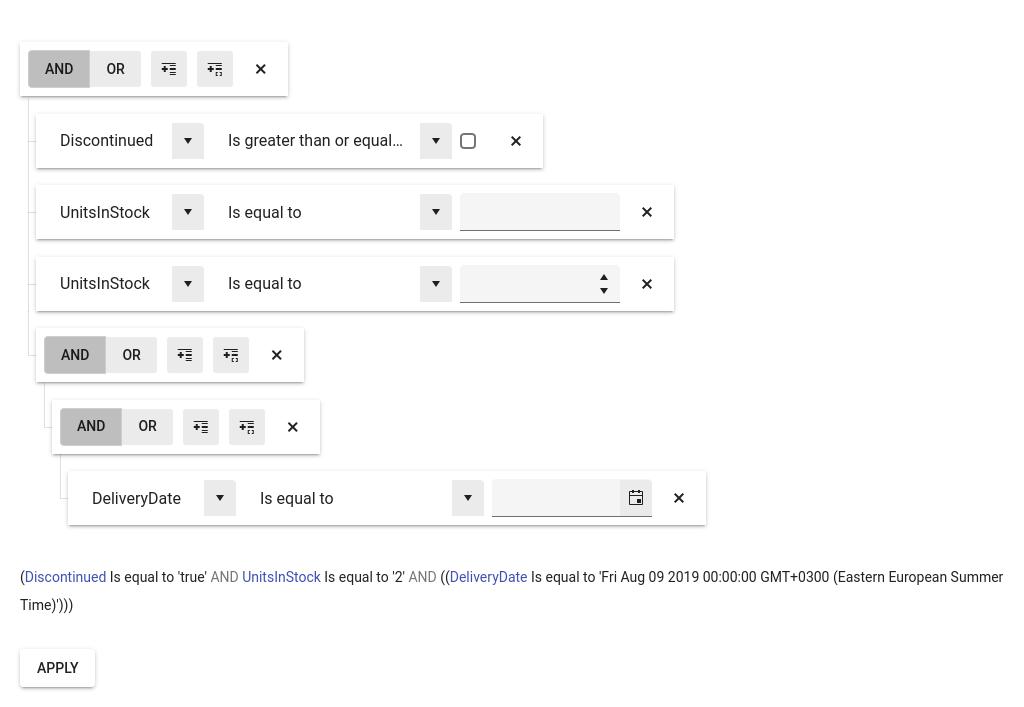 AND OR
Discontinued Is greater than or equal...
UnitsInStock Is equal to
UnitsInStock Is equal to
AND OR
AND OR
DeliveryDate Is equal to
(Discontinued Is equal to 'true' AND UnitsInStock Is equal to '2' AND ((DeliveryDate Is equal to 'Fri Aug 09 2019 00:00:00 GMT+0300 (Eastern European Summer
Time)')))
APPLY